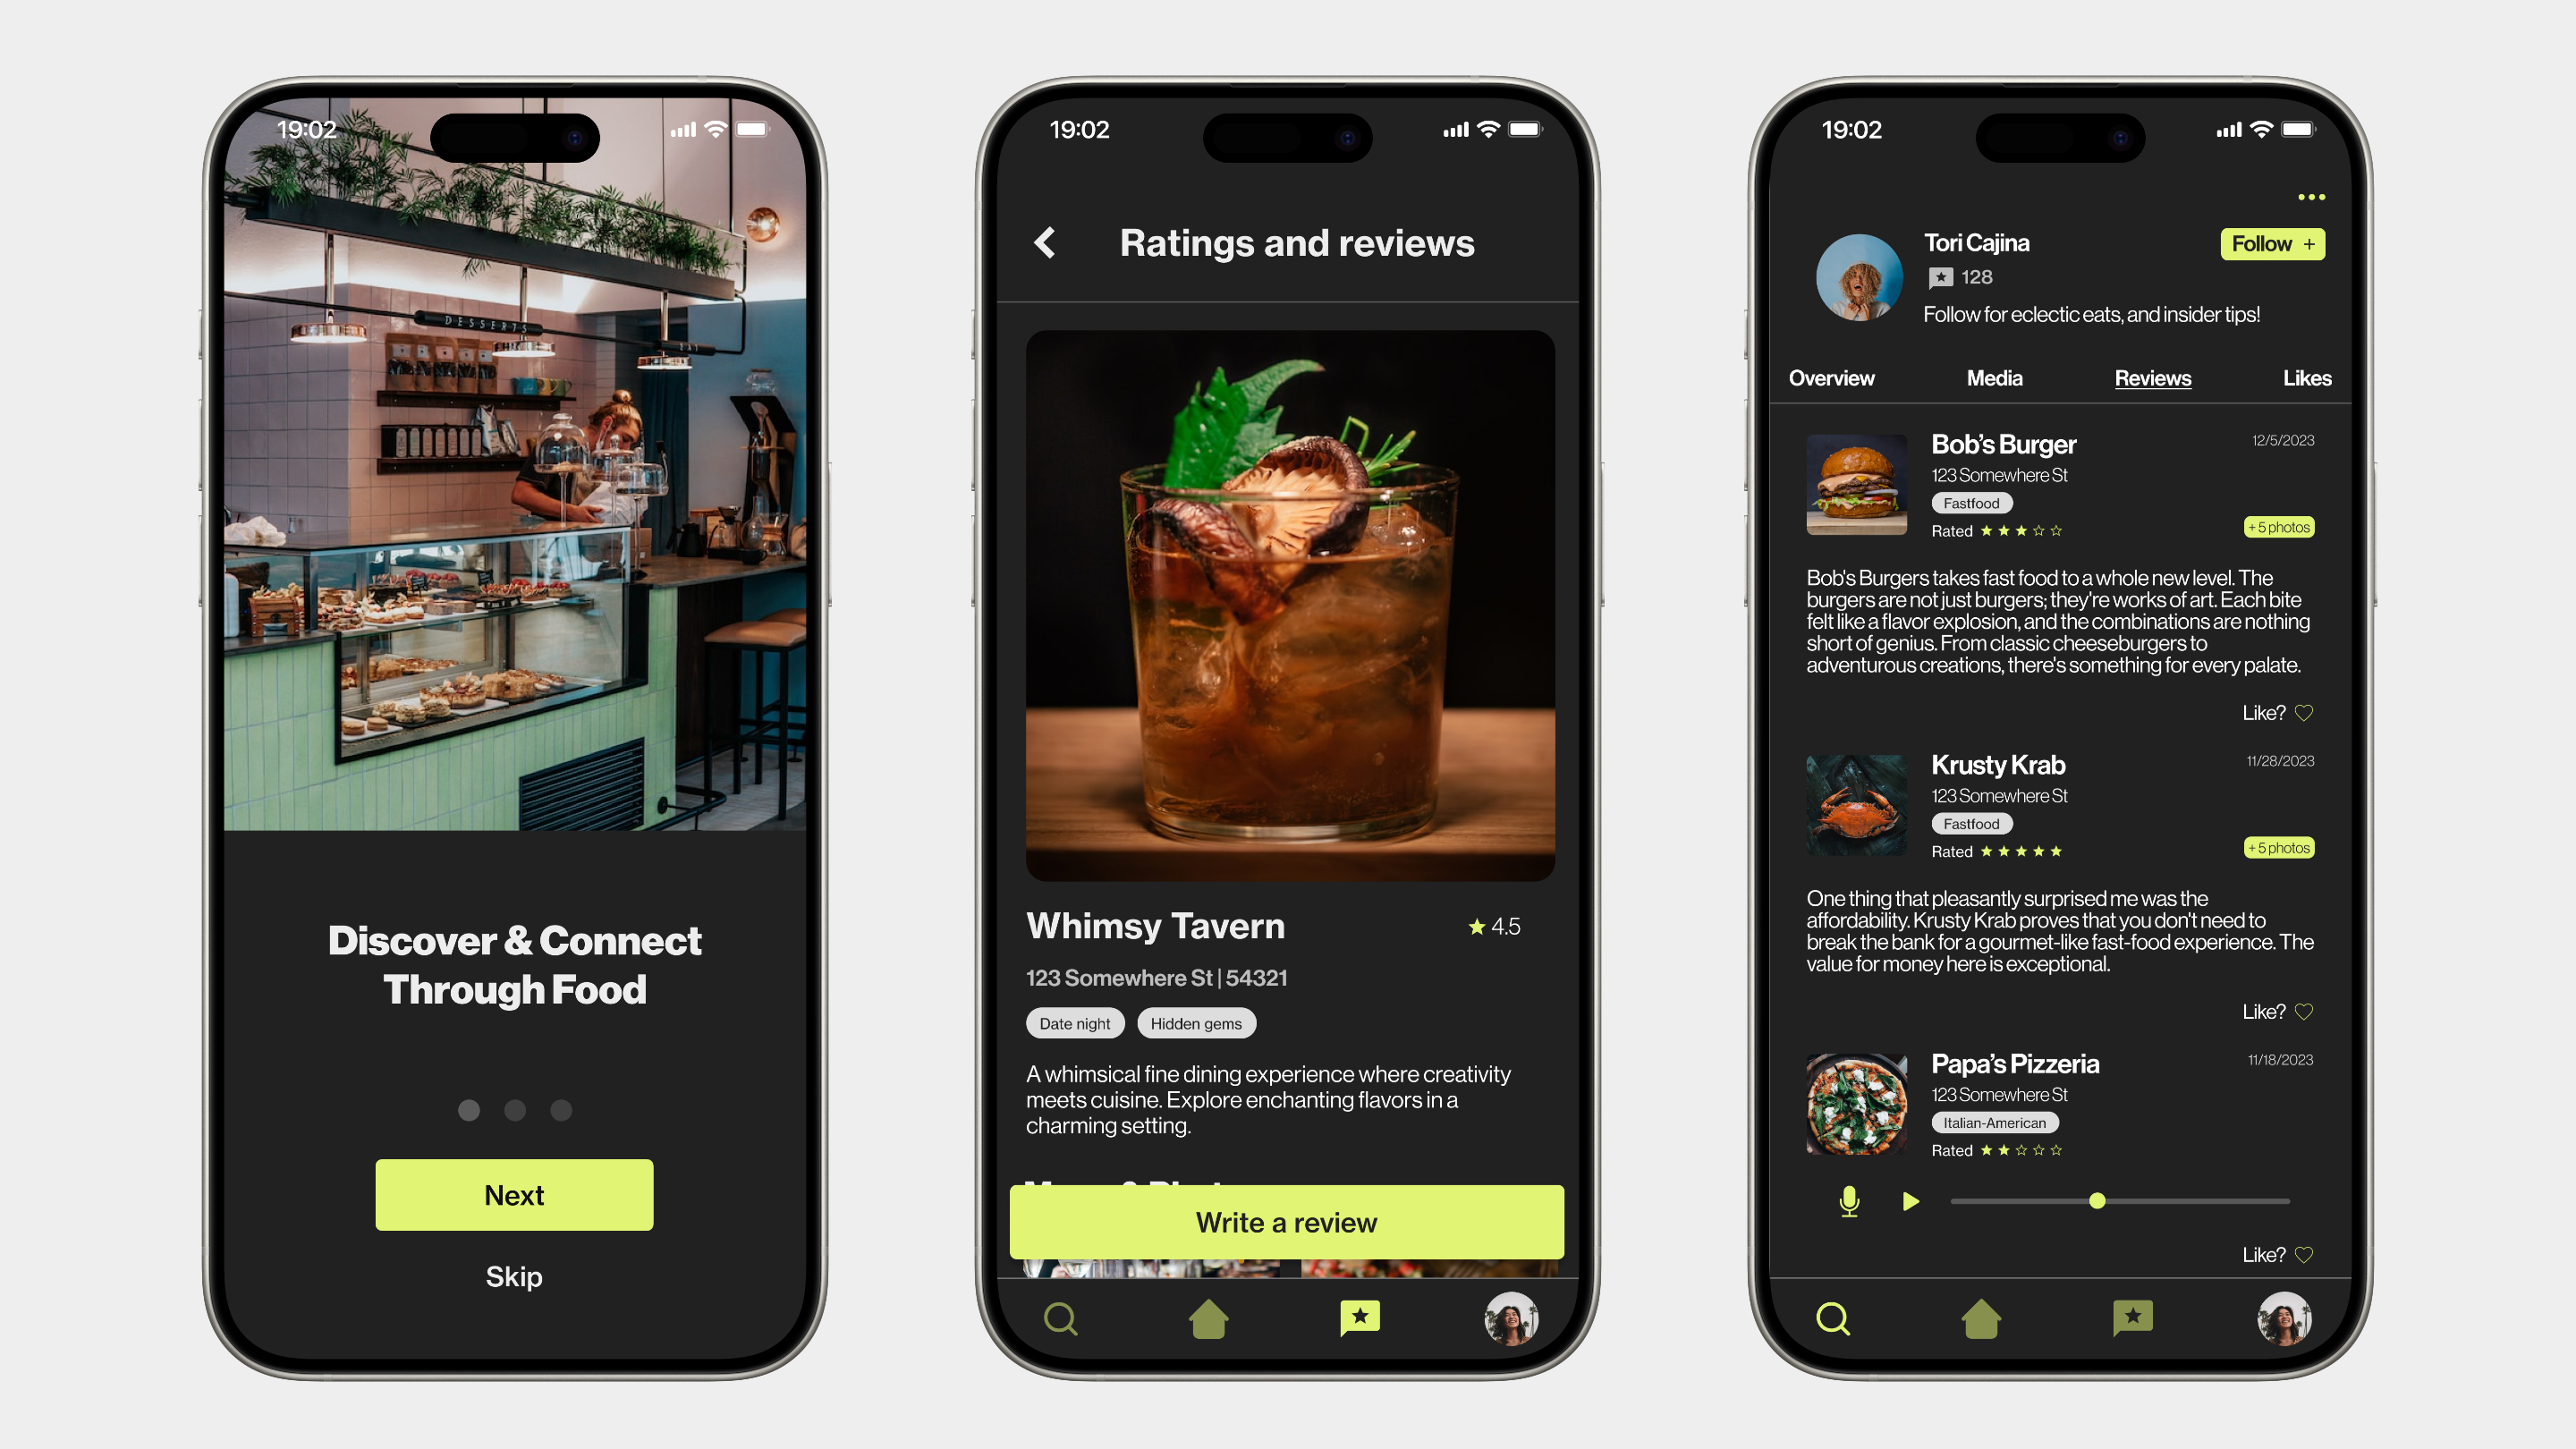 19:02
DESSERTS
Discover & Connect
Through Food
Next
Skip
19:02
Ratings and reviews
Whimsy Tavern
4.5
123 Somewhere St | 54321
Date night
Hidden gems
A whimsical fine dining experience where creativity
meets cuisine. Explore enchanting flavors in a
charming setting.
Write a review
19:02
Tori Cajina
Follow +
128
Follow for eclectic eats, and insider tips!
Overview
Media
Reviews
Likes
Bob's Burger
12/5/2023
123 Somewhere St
Fastfood
Rated
+ 5 photos
Bob's Burgers takes fast food to a whole new level. The
burgers are not just burgers; they're works of art. Each bite
felt like a flavor explosion, and the combinations are nothing
short of genius. From classic cheeseburgers to
adventurous creations, there's something for every palate.
Like?
Krusty Krab
11/28/2023
123 Somewhere St
Fastfood
Rated
+ 5 photos
One thing that pleasantly surprised me was the
affordability. Krusty Krab proves that you don't need to
break the bank for a gourmet-like fast-food experience. The
value for money here is exceptional.
Like?
Papa's Pizzeria
11/18/2023
123 Somewhere St
Italian-American
Rated
Like?